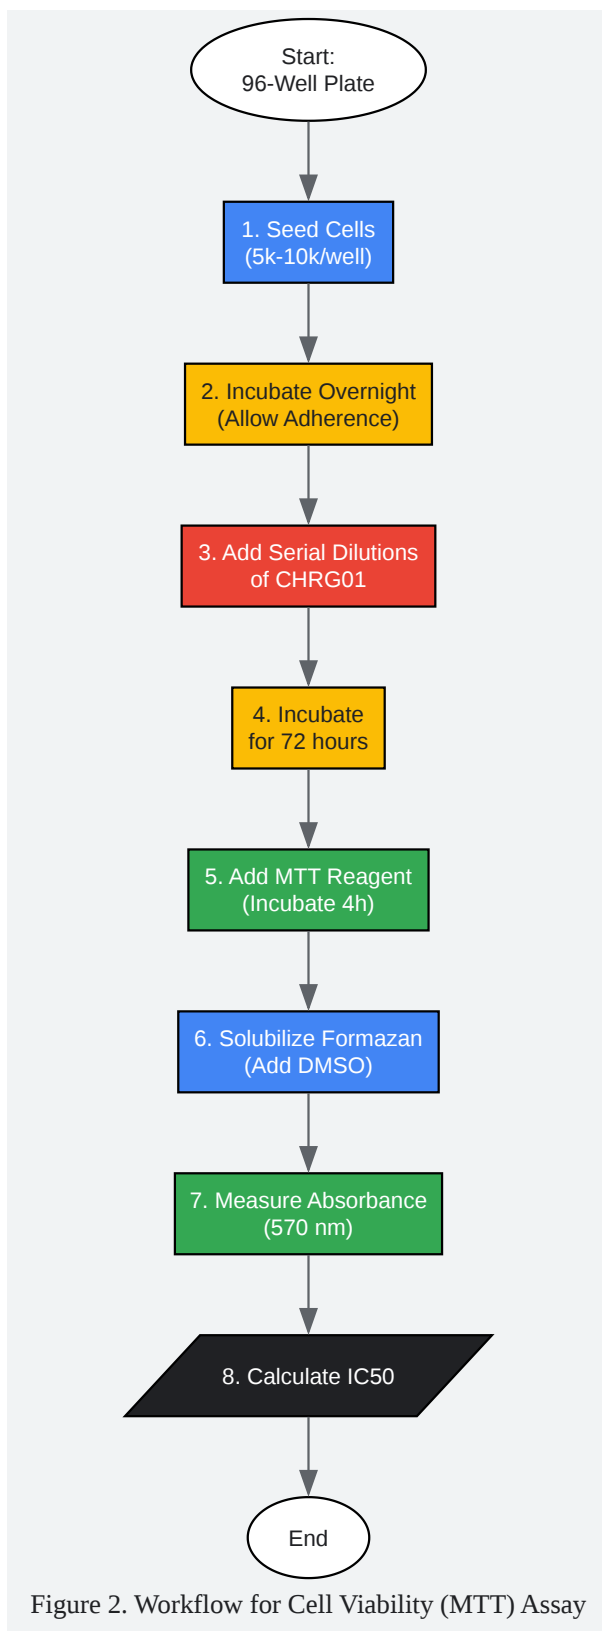 Start:
96-Well Plate
1. Seed Cells
(5k-10k/well)
2. Incubate Overnight
(Allow Adherence)
3. Add Serial Dilutions
of CHRG01
4. Incubate
for 72 hours
5. Add MTT Reagent
(Incubate 4h)
6. Solubilize Formazan
(Add DMSO)
7. Measure Absorbance
(570 nm)
8. Calculate IC50
End
Figure 2. Workflow for Cell Viability (MTT) Assay